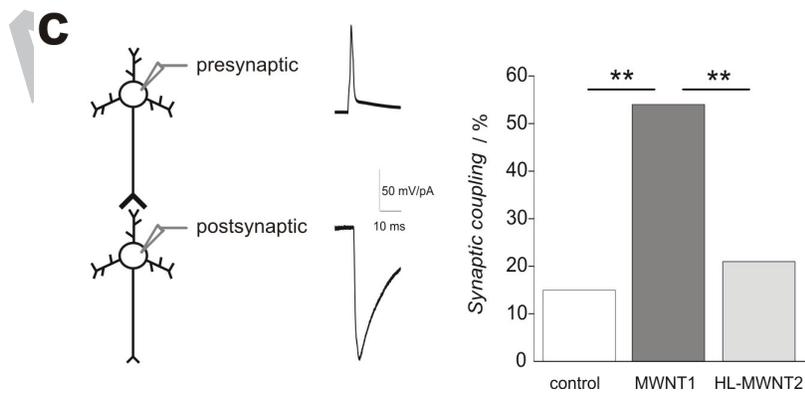 C
presynaptic
postsynaptic
50 mV/pA
10 ms
Synaptic coupling / %
60
50
40
30
20
10
0
** **
control MWNT1 HL-MWNT2